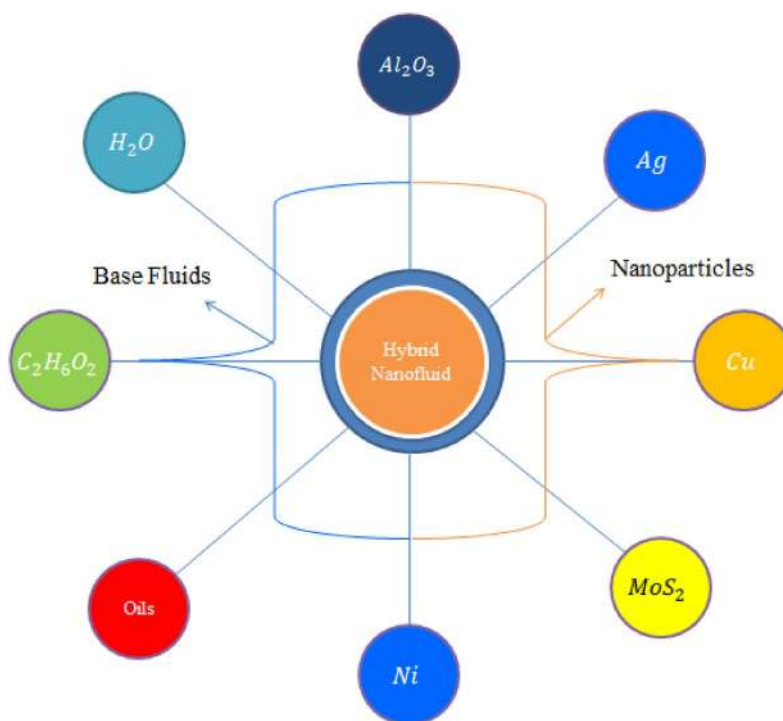 Al₂O₃
H₂O
Ag
Base Fluids
Nanoparticles
C₂H₆O₂
Hybrid
Nanofluid
Cu
Oils
MoS₂
Ni